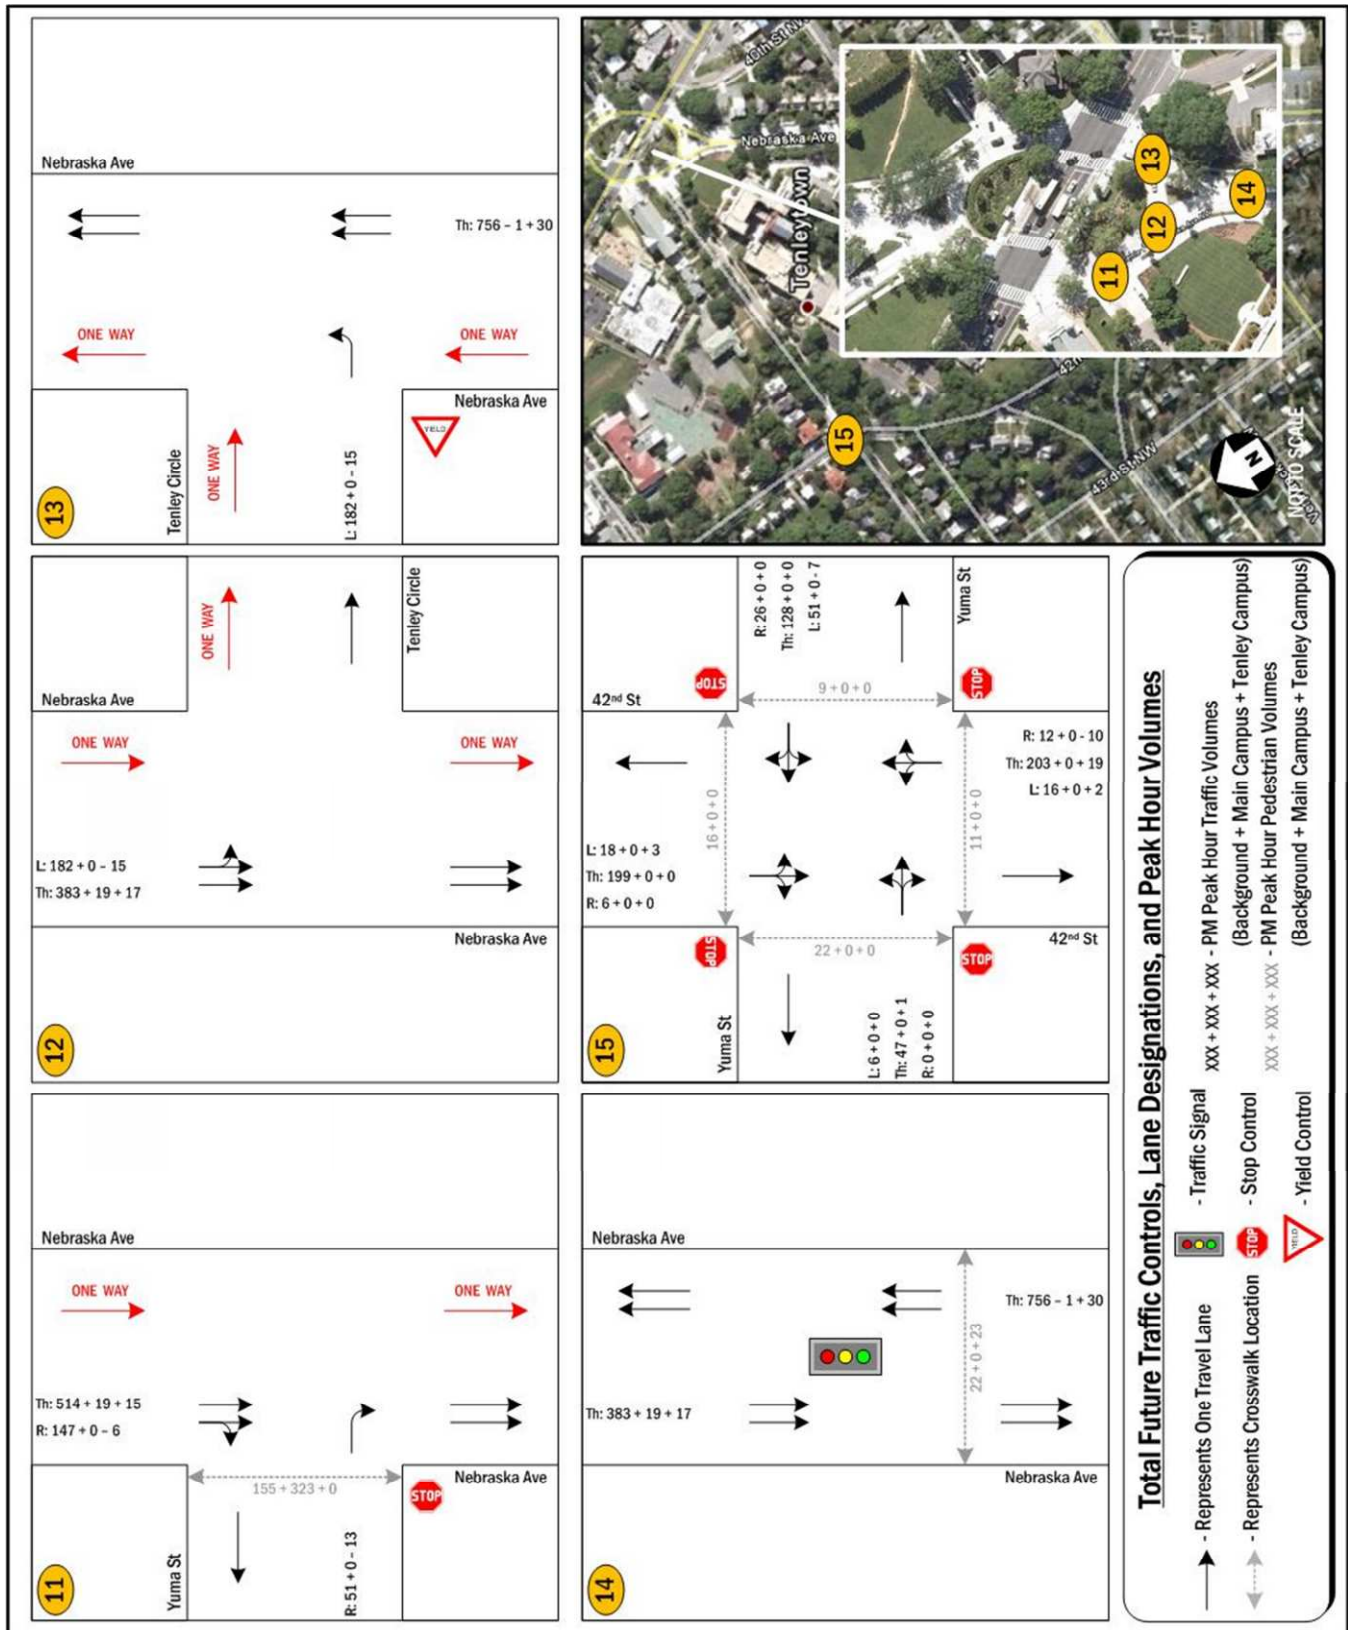 11
Nebraska Ave
ONE WAY
ONE WAY
Th: 514 + 19 + 15
R: 147 + 0 – 6
155 + 323 + 0
Yuma St
R: 51 + 0 – 13
STOP
Nebraska Ave
12
Nebraska Ave
ONE WAY
ONE WAY
ONE WAY
L: 182 + 0 – 15
Th: 383 + 19 + 17
Tenley Circle
Nebraska Ave
13
Nebraska Ave
Th: 756 – 1 + 30
ONE WAY
ONE WAY
ONE WAY
Tenley Circle
L: 182 + 0 – 15
Nebraska Ave
YIELD
14
Nebraska Ave
Th: 756 – 1 + 30
22 + 0 + 23
Th: 383 + 19 + 17
Nebraska Ave
15
42nd St
STOP
R: 26 + 0 + 0
Th: 128 + 0 + 0
L: 51 + 0 - 7
9 + 0 + 0
Yuma St
STOP
16 + 0 + 0
L: 18 + 0 + 3
Th: 199 + 0 + 0
R: 6 + 0 + 0
R: 12 + 0 - 10
Th: 203 + 0 + 19
L: 16 + 0 + 2
11 + 0 + 0
STOP
22 + 0 + 0
STOP
Yuma St
L: 6 + 0 + 0
Th: 47 + 0 + 1
R: 0 + 0 + 0
42nd St
40th St NW
Nebraska Ave
Tenleytown
43rd St NW
11
12
13
14
15
N
NOT TO SCALE
Total Future Traffic Controls, Lane Designations, and Peak Hour Volumes
- Represents One Travel Lane
- Represents Crosswalk Location
- Traffic Signal
STOP
- Stop Control
YIELD
- Yield Control
XXX + XXX + XXX - PM Peak Hour Traffic Volumes
(Background + Main Campus + Tenley Campus)
XXX + XXX + XXX - PM Peak Hour Pedestrian Volumes
(Background + Main Campus + Tenley Campus)